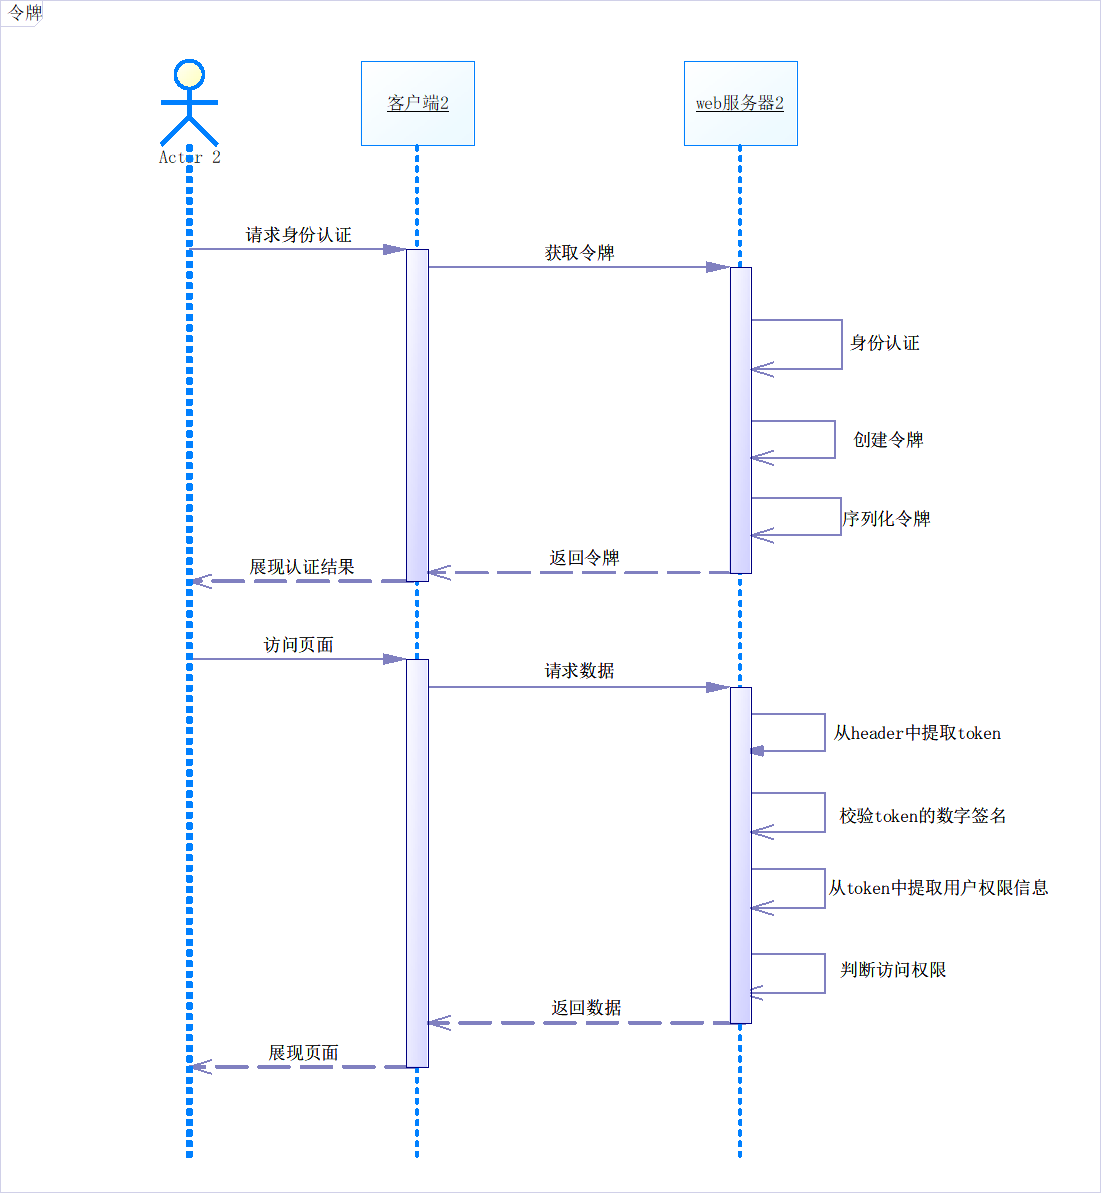 令牌
客户端2
web服务器2
Actor 2
请求身份认证
获取令牌
身份认证
创建令牌
序列化令牌
返回令牌
展现认证结果
访问页面
请求数据
从header中提取token
校验token的数字签名
从token中提取用户权限信息
判断访问权限
返回数据
展现页面